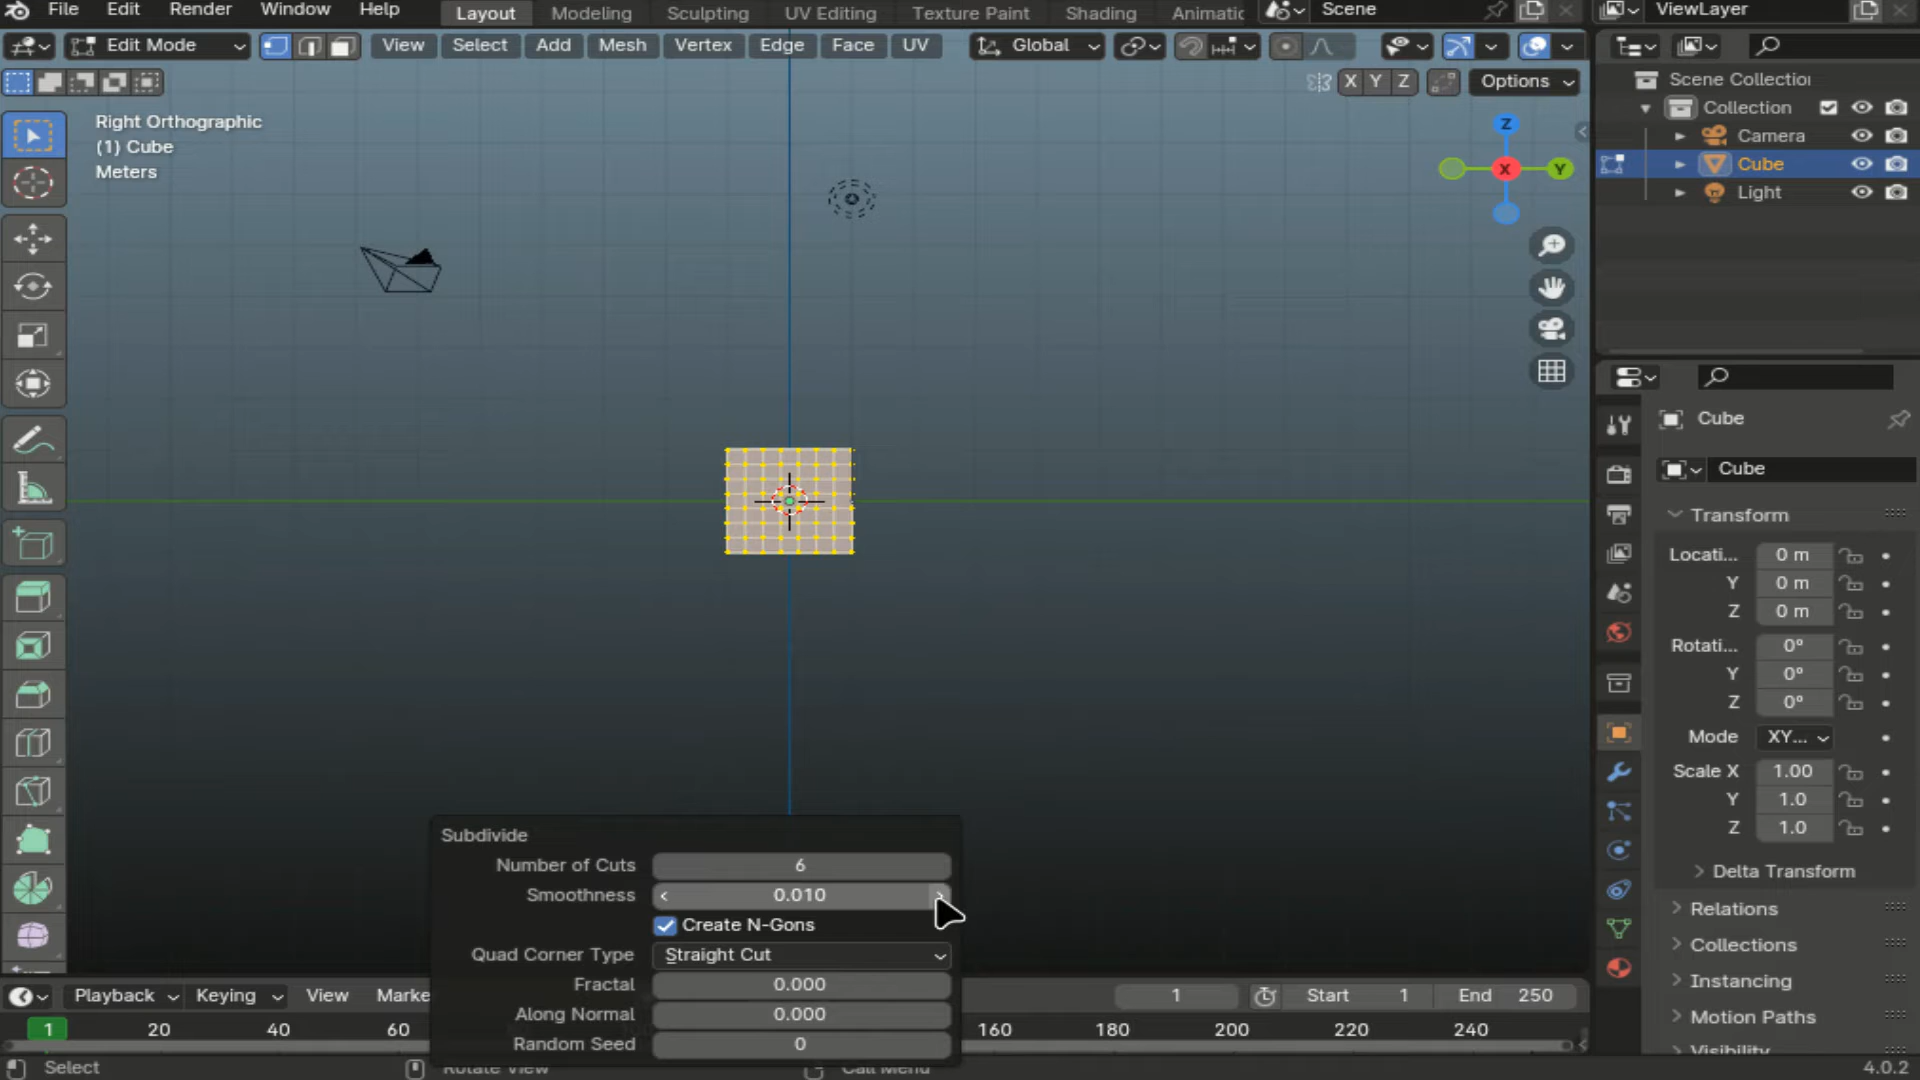 File Edit Render Window Help Layout Modeling Sculpting UV Editing Texture Paint Shading Animatic Scene ViewLayer
Edit Mode View Select Add Mesh Vertex Edge Face UV Global
X Y Z Options
Right Orthographic
(1) Cube
Meters
Z
X Y
Scene Collection
Collection
Camera
Cube
Light
Cube
Cube
Transform
Locati... 0 m
Y 0 m
Z 0 m
Rotati... 0°
Y 0°
Z 0°
Mode XY...
Scale X 1.00
Y 1.0
Z 1.0
Delta Transform
Relations
Collections
Instancing
Motion Paths
Visibility
Subdivide
Number of Cuts 6
Smoothness 0.010
Create N-Gons
Quad Corner Type Straight Cut
Fractal 0.000
Along Normal 0.000
Random Seed 0
Playback Keying View Marke 1 Start 1 End 250
1 20 40 60 160 180 200 220 240
Select Rotate View Call Menu 4.0.2